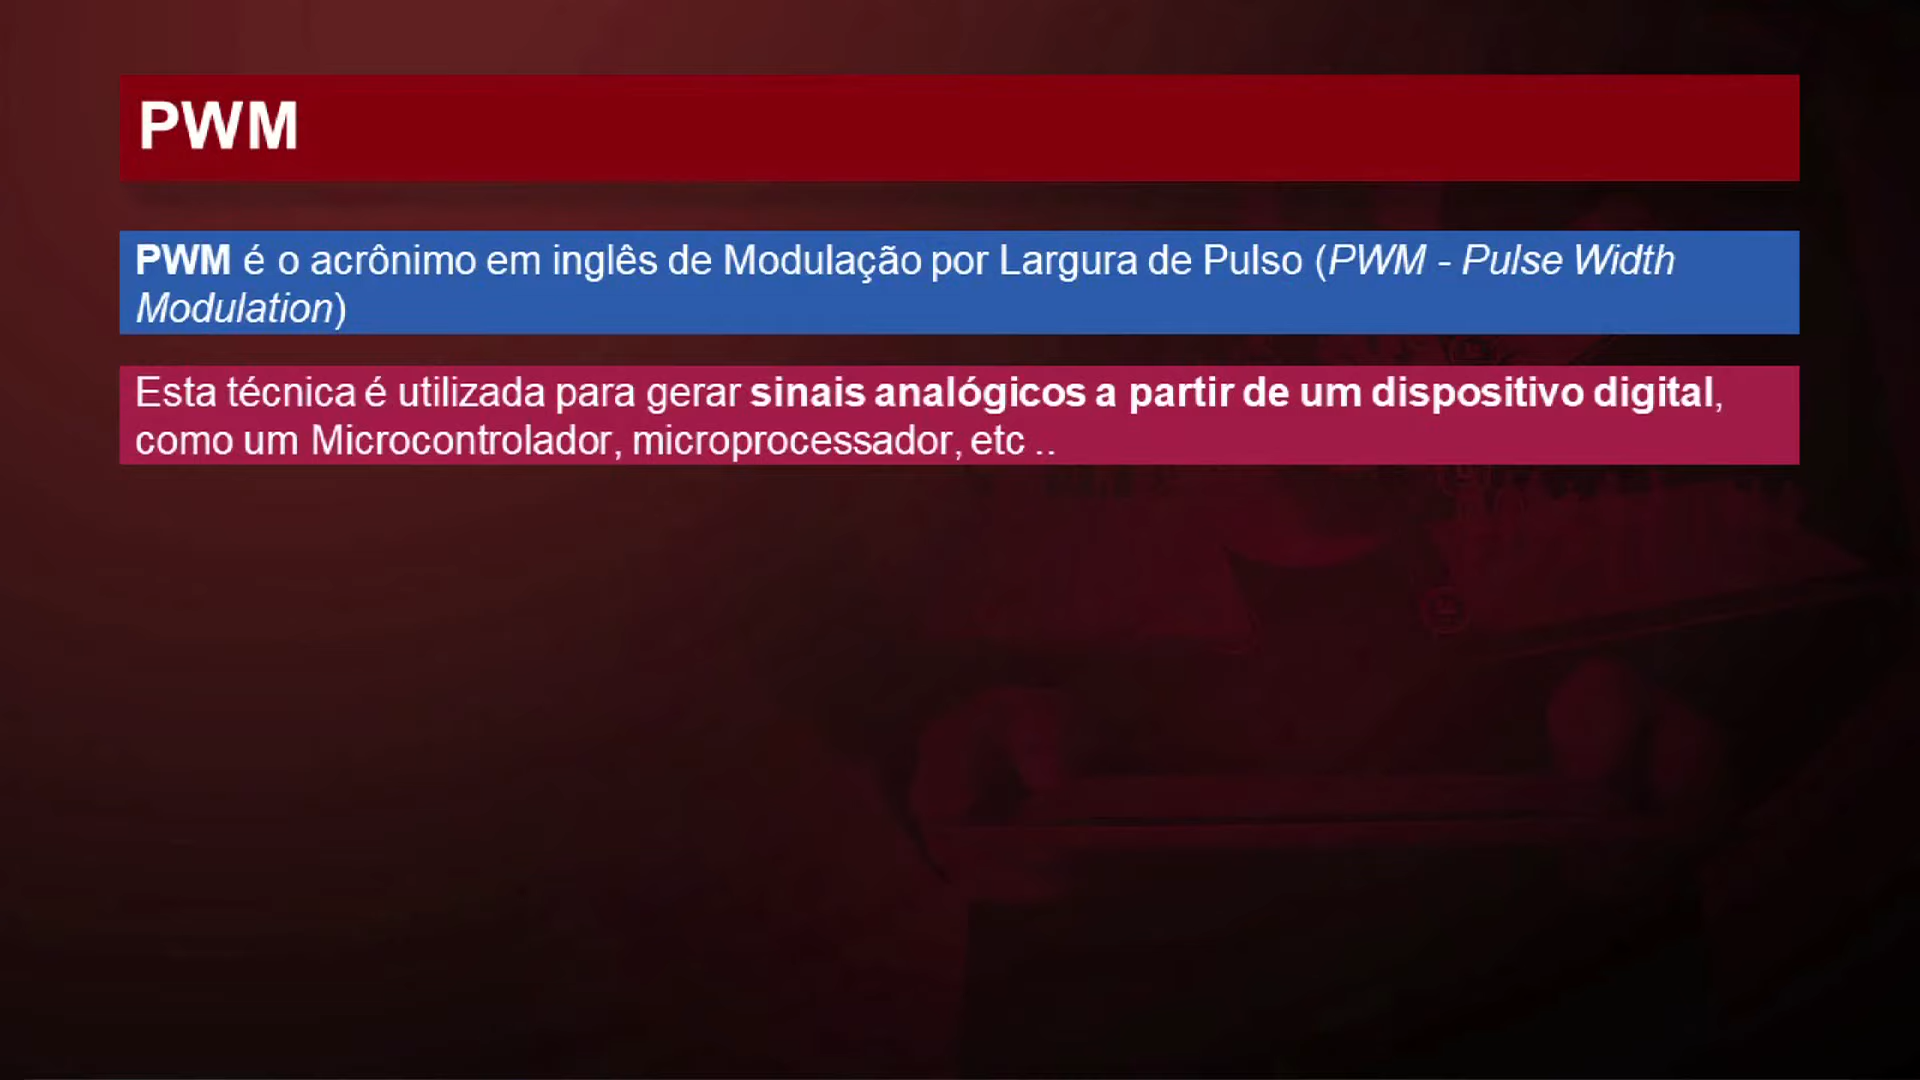 PWM
PWM é o acrônimo em inglês de Modulação por Largura de Pulso (PWM - Pulse Width
Modulation)
Esta técnica é utilizada para gerar sinais analógicos a partir de um dispositivo digital,
como um Microcontrolador, microprocessador, etc ..